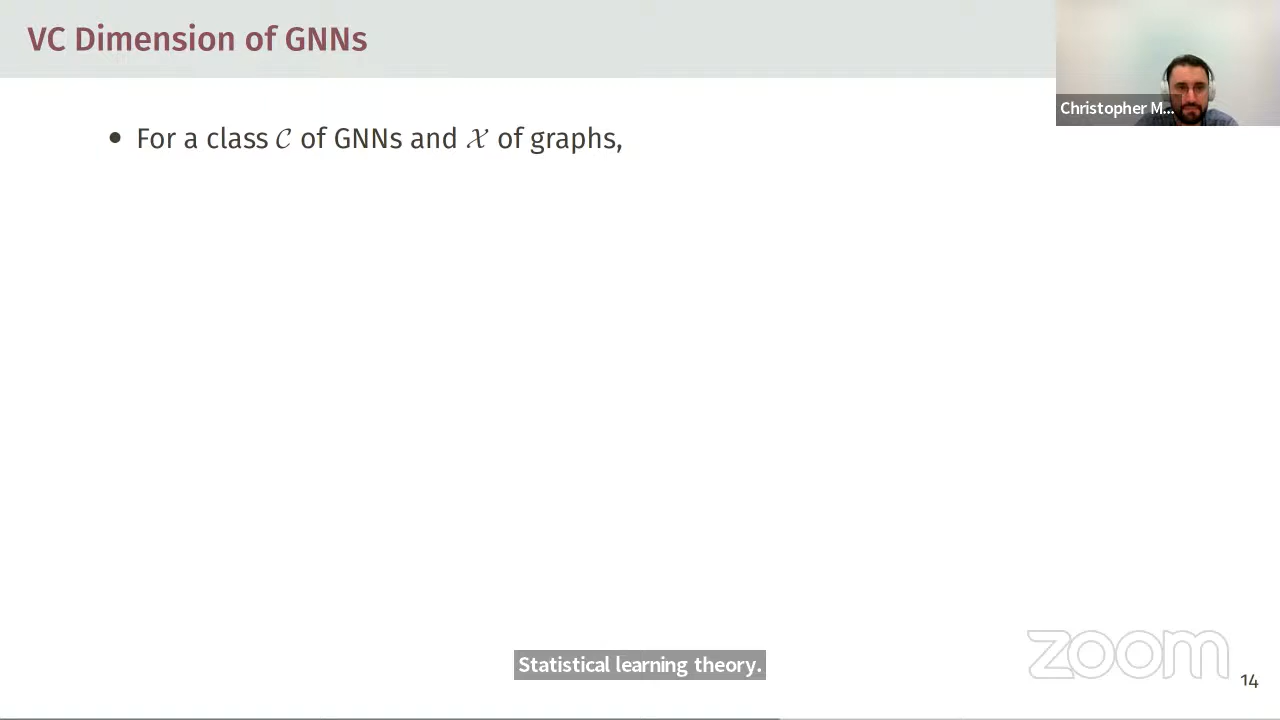 VC Dimension of GNNs
Christopher M...
• For a class 𝒞 of GNNs and 𝒳 of graphs,
Statistical learning theory.
zoom
14